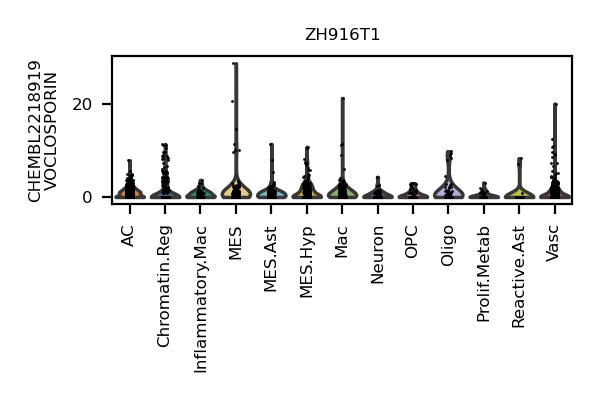 ZH916T1
CHEMBL2218919
VOCLOSPORIN
20
0
AC
Chromatin.Reg
Inflammatory.Mac
MES
MES.Ast
MES.Hyp
Mac
Neuron
OPC
Oligo
Prolif.Metab
Reactive.Ast
Vasc